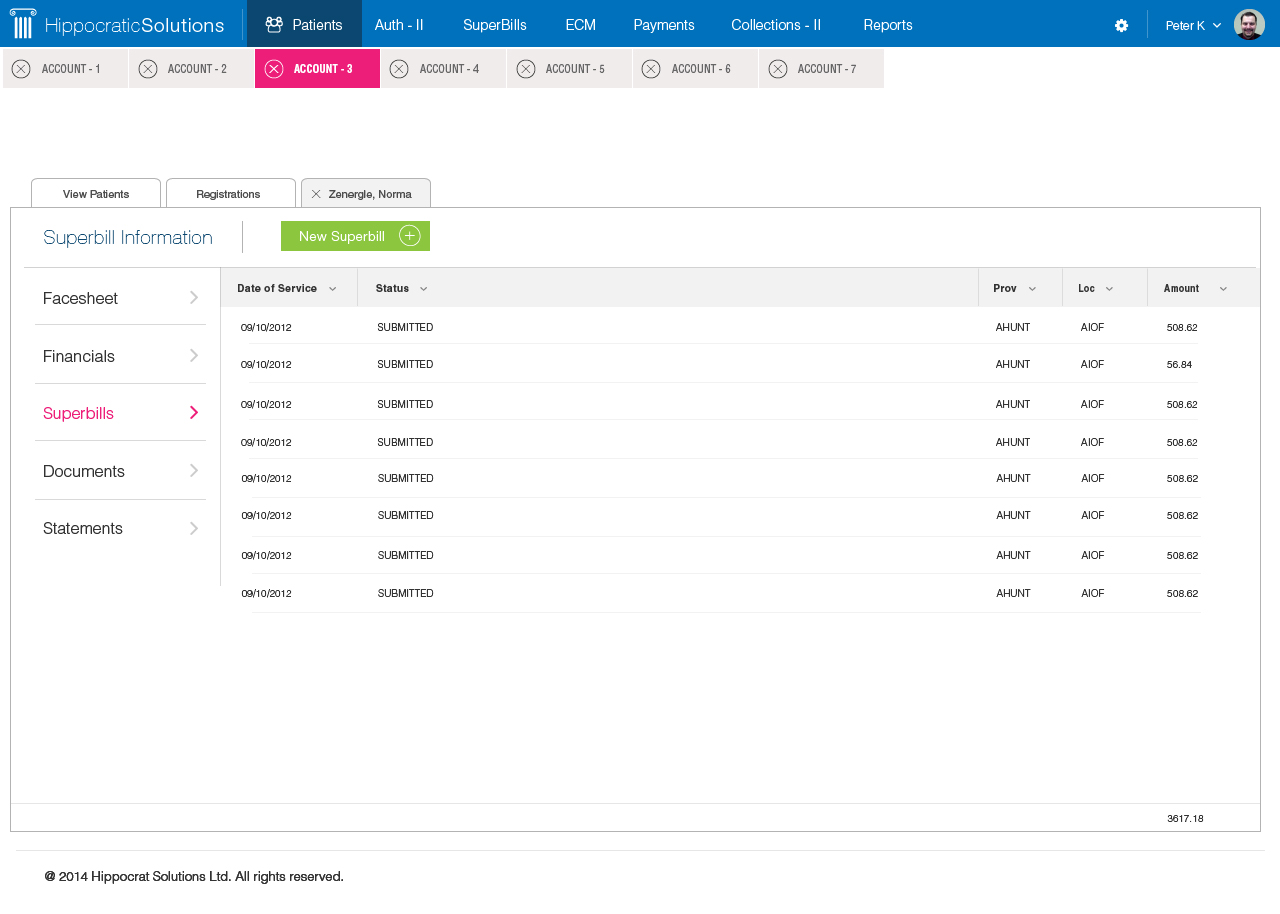 HippocraticSolutions Patients Auth - II SuperBills ECM Payments Collections - II Reports Peter K
ACCOUNT - 1 ACCOUNT - 2 ACCOUNT - 3 ACCOUNT - 4 ACCOUNT - 5 ACCOUNT - 6 ACCOUNT - 7
View Patients Registrations Zenergle, Norma
Superbill Information New Superbill
Facesheet
Financials
Superbills
Documents
Statements
Date of Service Status Prov Loc Amount
09/10/2012 SUBMITTED AHUNT AIOF 508.62
09/10/2012 SUBMITTED AHUNT AIOF 56.84
09/10/2012 SUBMITTED AHUNT AIOF 508.62
09/10/2012 SUBMITTED AHUNT AIOF 508.62
09/10/2012 SUBMITTED AHUNT AIOF 508.62
09/10/2012 SUBMITTED AHUNT AIOF 508.62
09/10/2012 SUBMITTED AHUNT AIOF 508.62
09/10/2012 SUBMITTED AHUNT AIOF 508.62
3617.18
@ 2014 Hippocrat Solutions Ltd. All rights reserved.